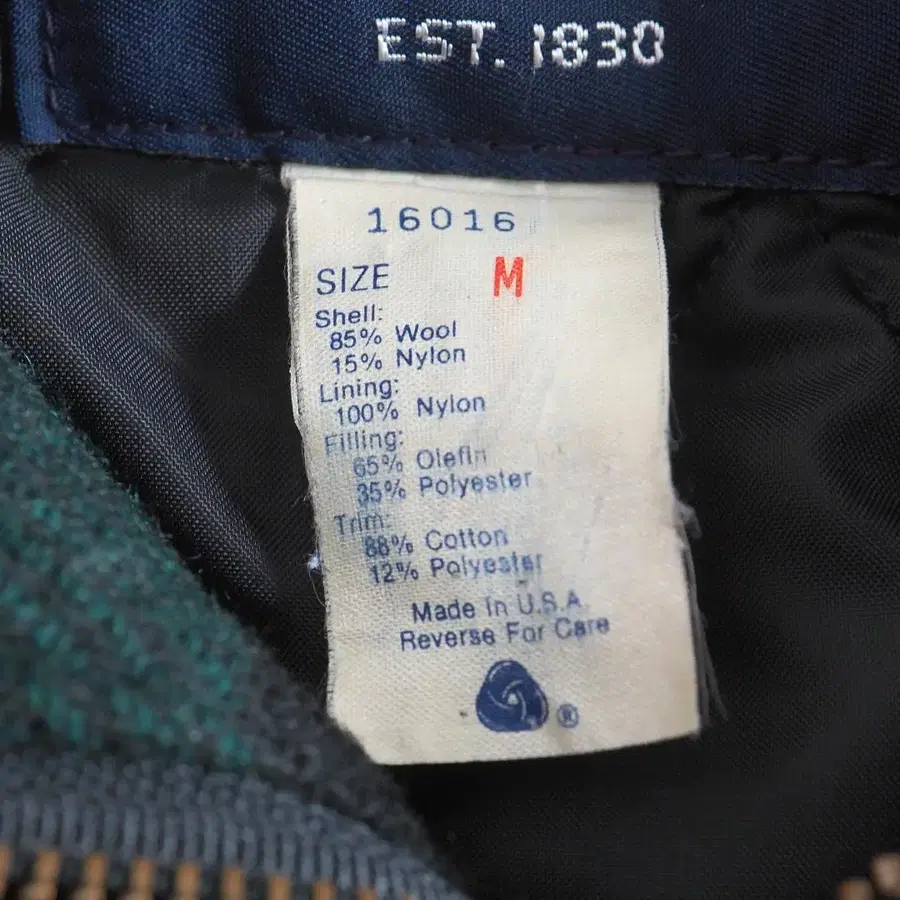 EST. 1830
16016
SIZE M
Shell:
85% Wool
15% Nylon
Lining:
100% Nylon
Filling:
65% Olefin
35% Polyester
Trim:
88% Cotton
12% Polyester
Made in U.S.A.
Reverse For Care
®